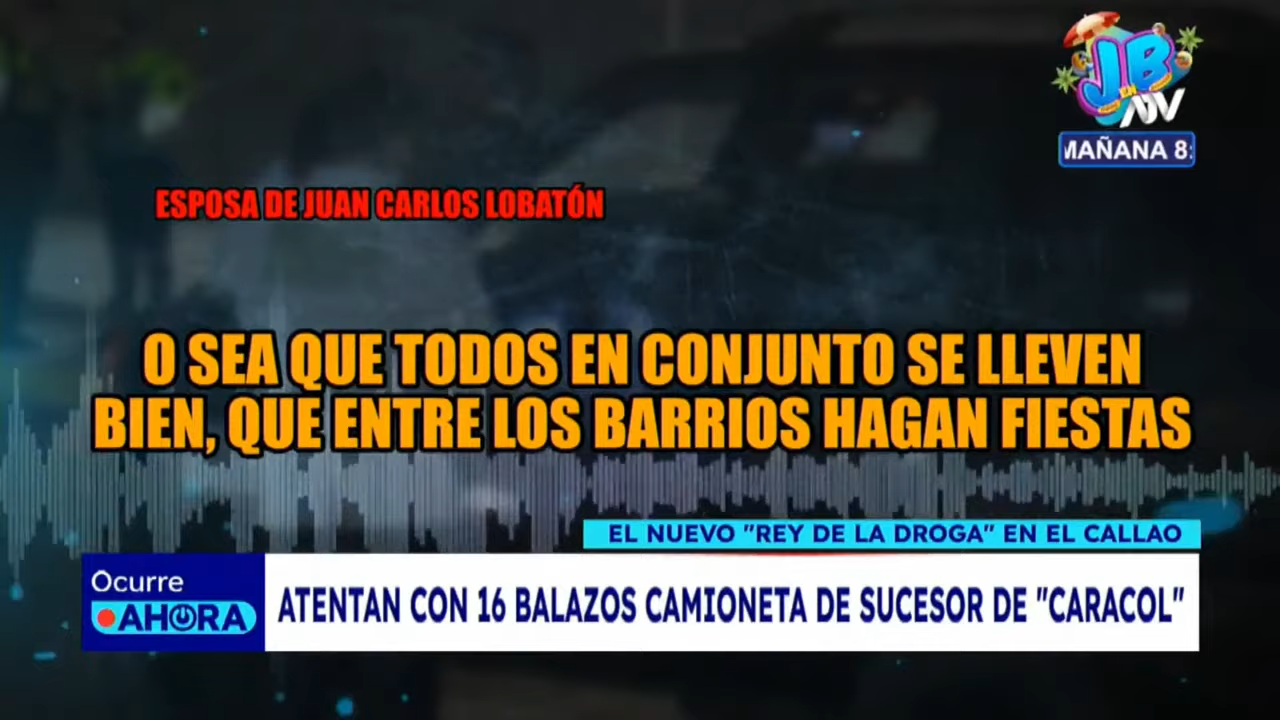 JB
EN
ATV
MAÑANA 8:
ESPOSA DE JUAN CARLOS LOBATÓN
O SEA QUE TODOS EN CONJUNTO SE LLEVEN
BIEN, QUE ENTRE LOS BARRIOS HAGAN FIESTAS
EL NUEVO "REY DE LA DROGA" EN EL CALLAO
Ocurre
AHORA
ATENTAN CON 16 BALAZOS CAMIONETA DE SUCESOR DE "CARACOL"